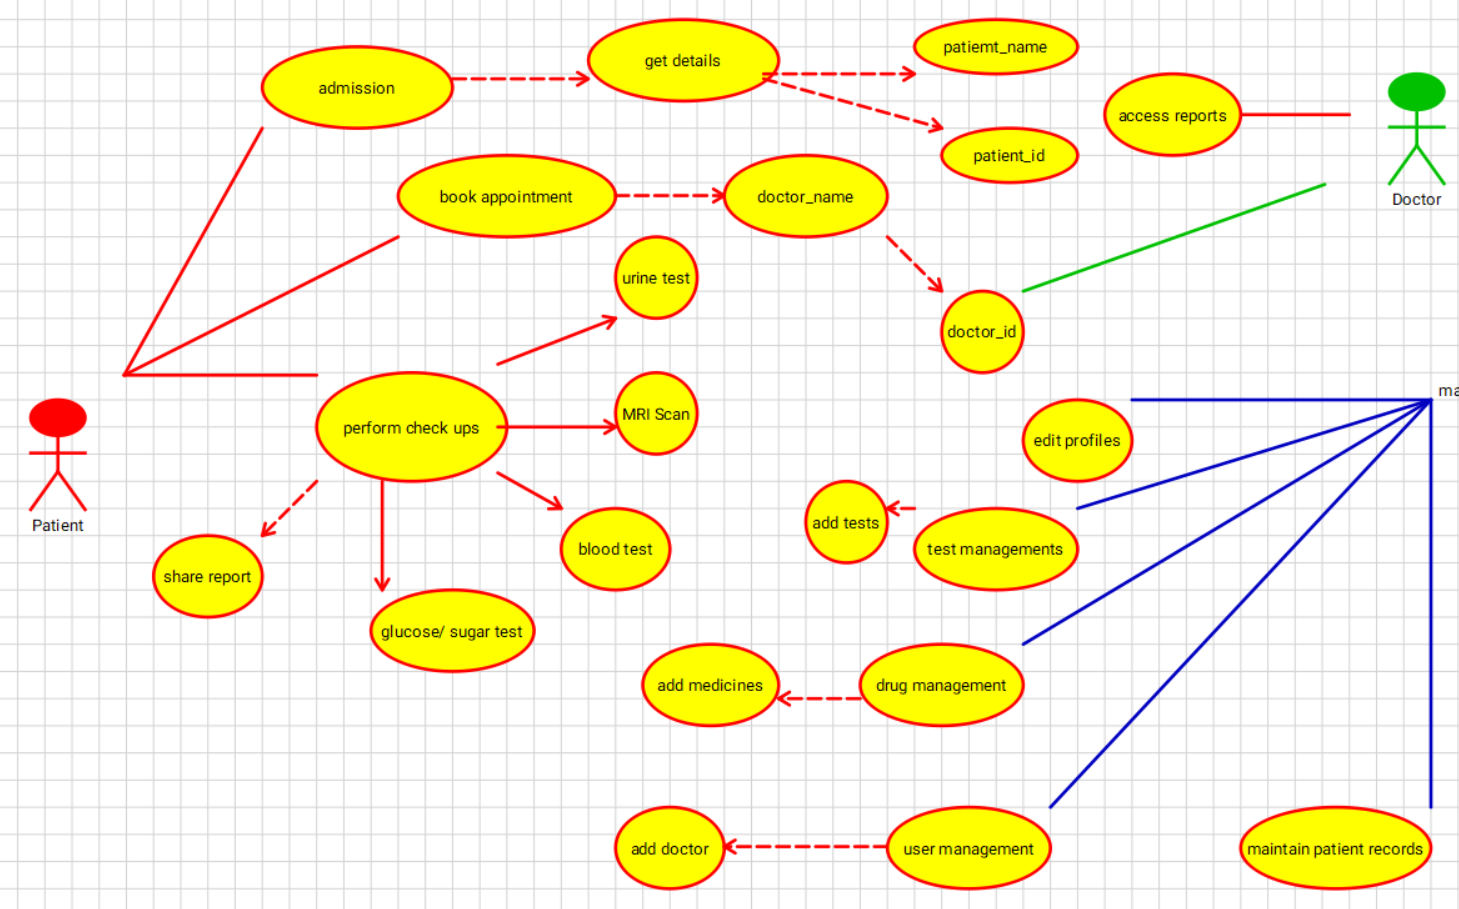 get details
patiemt_name
admission
access reports
patient_id
book appointment
doctor_name
Doctor
urine test
doctor_id
ma
MRI Scan
perform check ups
edit profiles
Patient
add tests
blood test
test managements
share report
glucose/ sugar test
add medicines
drug management
add doctor
user management
maintain patient records